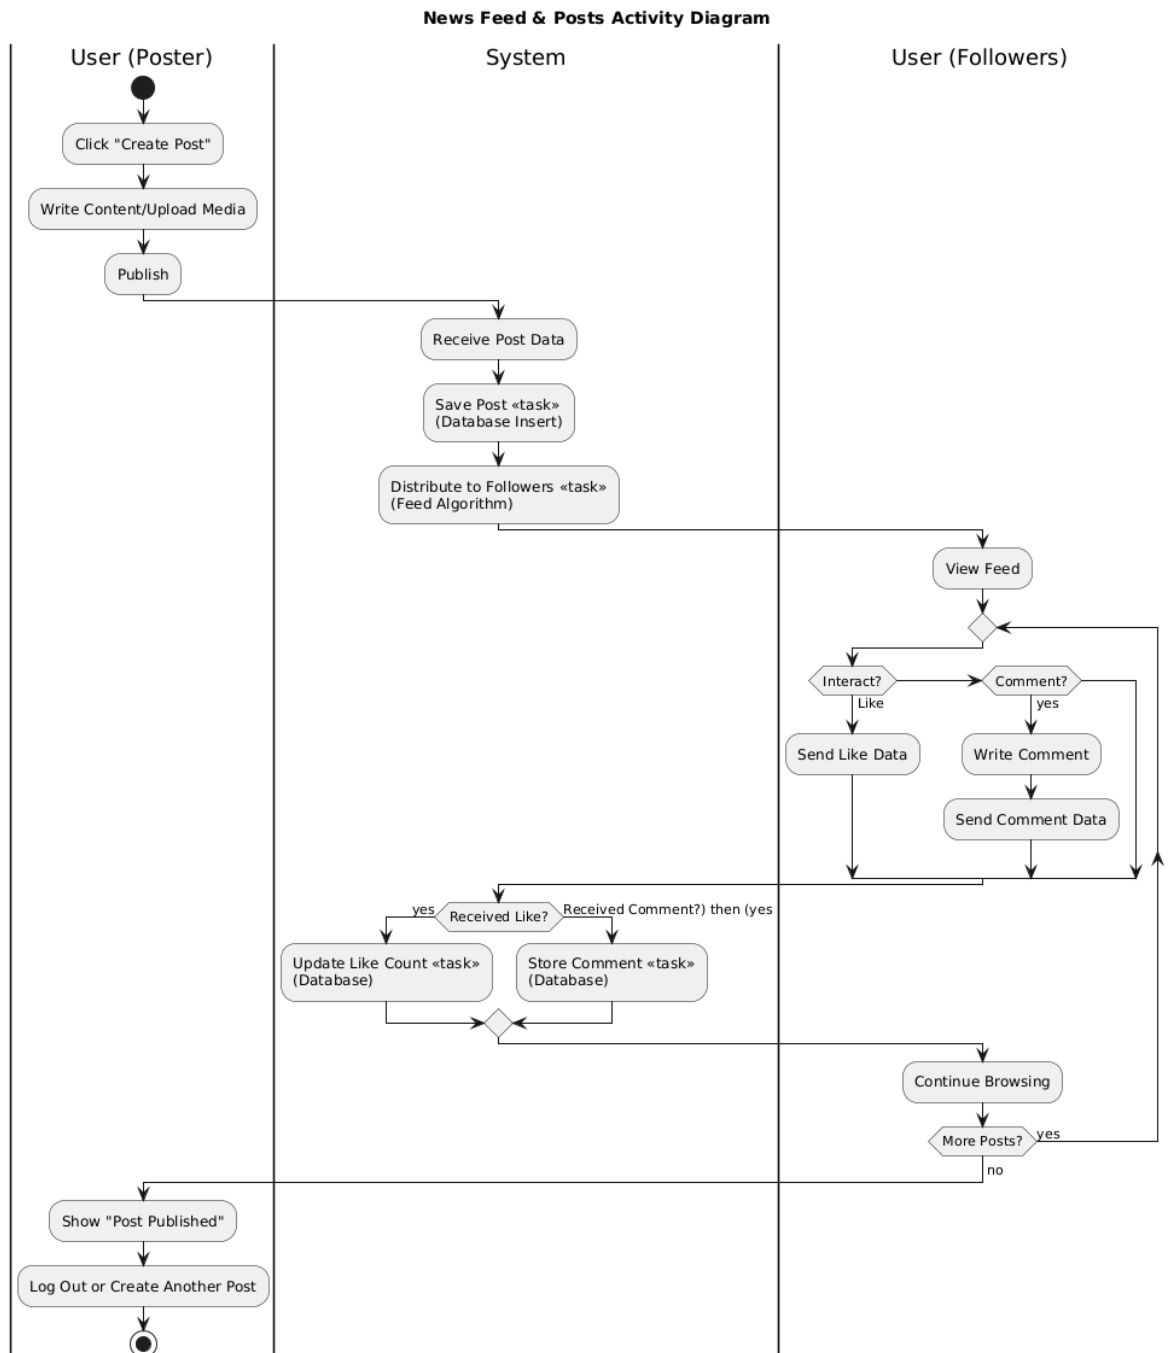 News Feed & Posts Activity Diagram
User (Poster)
System
User (Followers)
Click "Create Post"
Write Content/Upload Media
Publish
Receive Post Data
Save Post «task»
(Database Insert)
Distribute to Followers «task»
(Feed Algorithm)
View Feed
Interact?
Comment?
Like
yes
Send Like Data
Write Comment
Send Comment Data
yes
Received Like?
Received Comment?) then (yes
Update Like Count «task»
(Database)
Store Comment «task»
(Database)
Continue Browsing
More Posts?
yes
no
Show "Post Published"
Log Out or Create Another Post